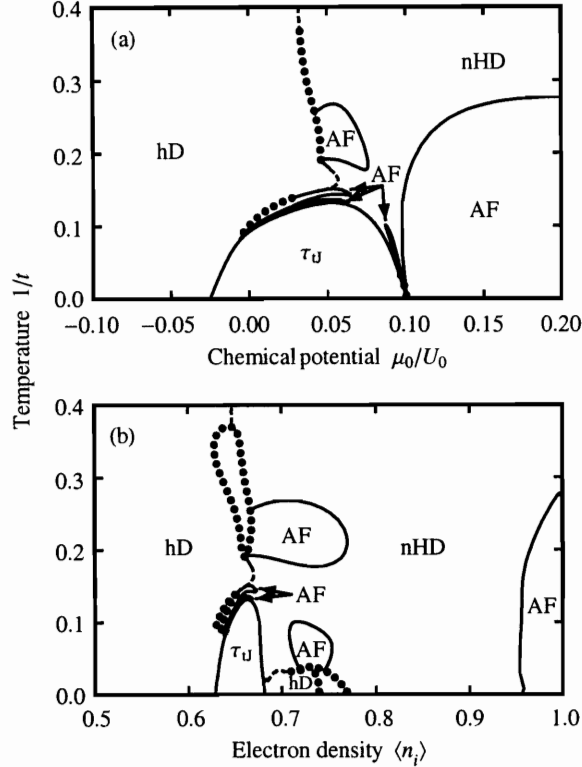 0.4
(a)
nHD
0.3
AF
hD
0.2
AF
AF
0.1
τtJ
0.0
−0.10 −0.05 0.00 0.05 0.10 0.15 0.20
Chemical potential μ0/U0
Temperature 1/t
0.4
(b)
0.3
AF
hD
nHD
0.2
AF
AF
0.1
τtJ
AF
hD
0.0
0.5 0.6 0.7 0.8 0.9 1.0
Electron density ⟨ni⟩